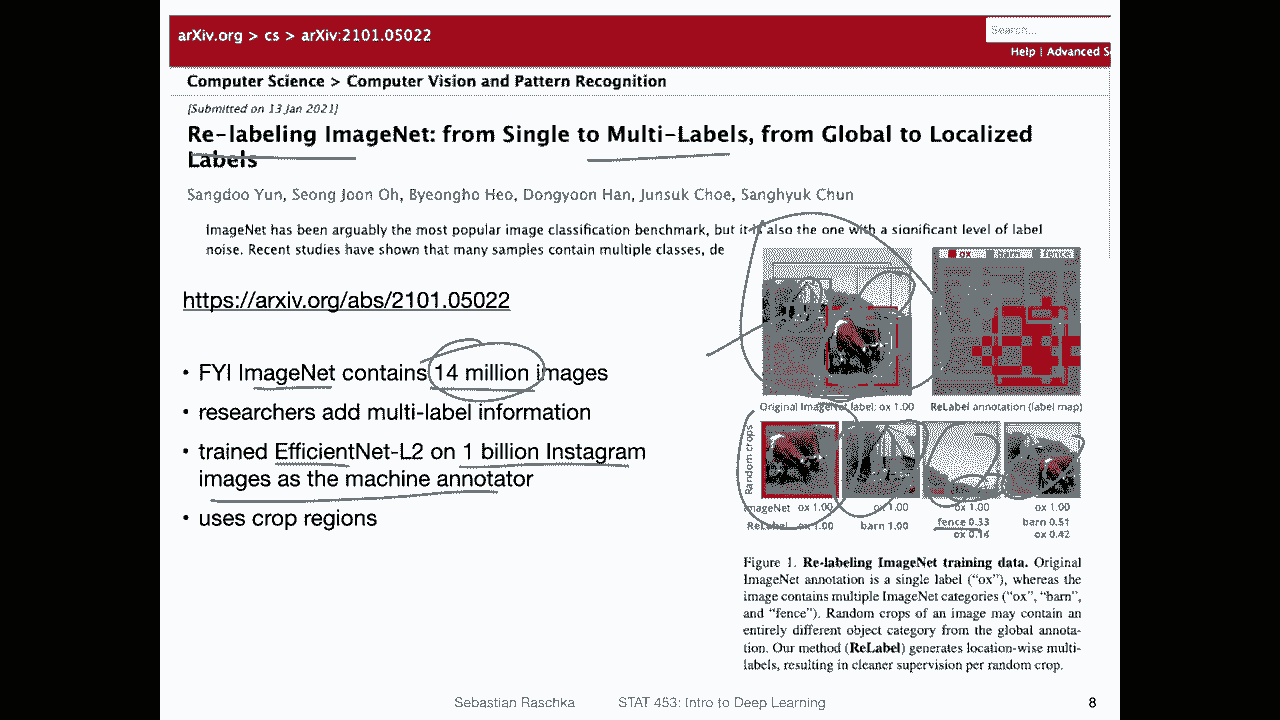 arXiv.org > cs > arXiv:2101.05022
Search...
Help | Advanced S
Computer Science > Computer Vision and Pattern Recognition
[Submitted on 13 Jan 2021]
Re-labeling ImageNet: from Single to Multi-Labels, from Global to Localized
Labels
Sangdoo Yun, Seong Joon Oh, Byeongho Heo, Dongyoon Han, Junsuk Choe, Sanghyuk Chun
ImageNet has been arguably the most popular image classification benchmark, but it is also the one with a significant level of label
noise. Recent studies have shown that many samples contain multiple classes, de
https://arxiv.org/abs/2101.05022
• FYI ImageNet contains 14 million images
• researchers add multi-label information
• trained EfficientNet-L2 on 1 billion Instagram
images as the machine annotator
• uses crop regions
ox barn fence
Original ImageNet label: ox 1.00 ReLabel annotation (label map)
Random crops
ImageNet ox 1.00 ox 1.00 ox 1.00 ox 1.00
ReLabel ox 1.00 barn 1.00 fence 0.33 barn 0.51
ox 0.14 ox 0.42
Figure 1. Re-labeling ImageNet training data. Original
ImageNet annotation is a single label (“ox”), whereas the
image contains multiple ImageNet categories (“ox”, “barn”,
and “fence”). Random crops of an image may contain an
entirely different object category from the global annota-
tion. Our method (ReLabel) generates location-wise multi-
labels, resulting in cleaner supervision per random crop.
Sebastian Raschka STAT 453: Intro to Deep Learning 8